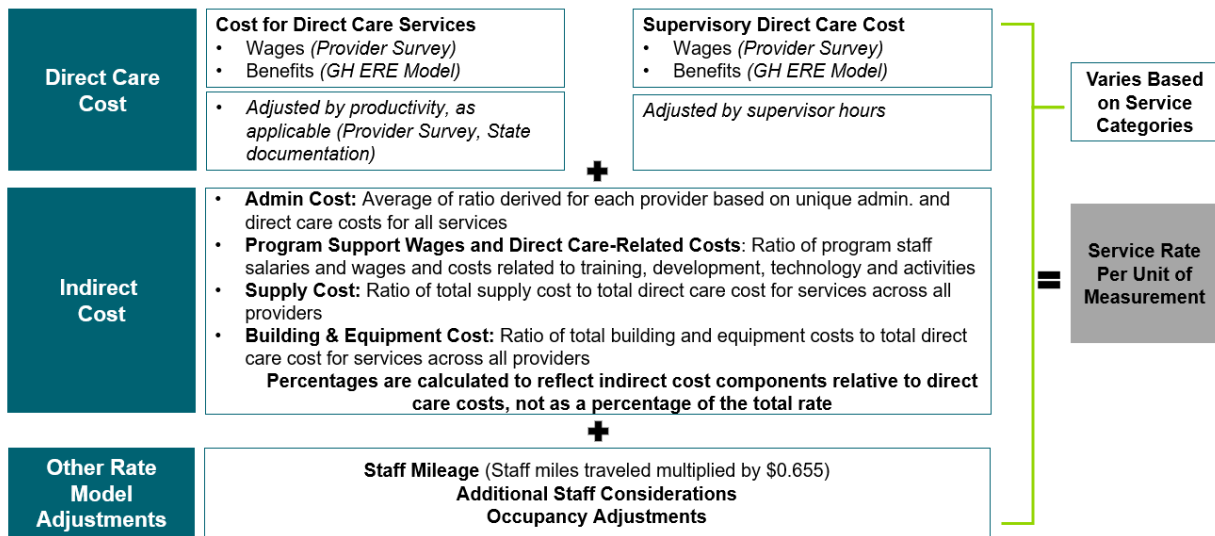 Direct Care
Cost
Cost for Direct Care Services
• Wages (Provider Survey)
• Benefits (GH ERE Model)
• Adjusted by productivity, as
applicable (Provider Survey, State
documentation)
Supervisory Direct Care Cost
• Wages (Provider Survey)
• Benefits (GH ERE Model)
Adjusted by supervisor hours
+
Indirect
Cost
• Admin Cost: Average of ratio derived for each provider based on unique admin. and
direct care costs for all services
• Program Support Wages and Direct Care-Related Costs: Ratio of program staff
salaries and wages and costs related to training, development, technology and activities
• Supply Cost: Ratio of total supply cost to total direct care cost for services across all
providers
• Building & Equipment Cost: Ratio of total building and equipment costs to total direct
care cost for services across all providers
Percentages are calculated to reflect indirect cost components relative to direct
care costs, not as a percentage of the total rate
+
Other Rate
Model
Adjustments
Staff Mileage (Staff miles traveled multiplied by $0.655)
Additional Staff Considerations
Occupancy Adjustments
Varies Based
on Service
Categories
=
Service Rate
Per Unit of
Measurement